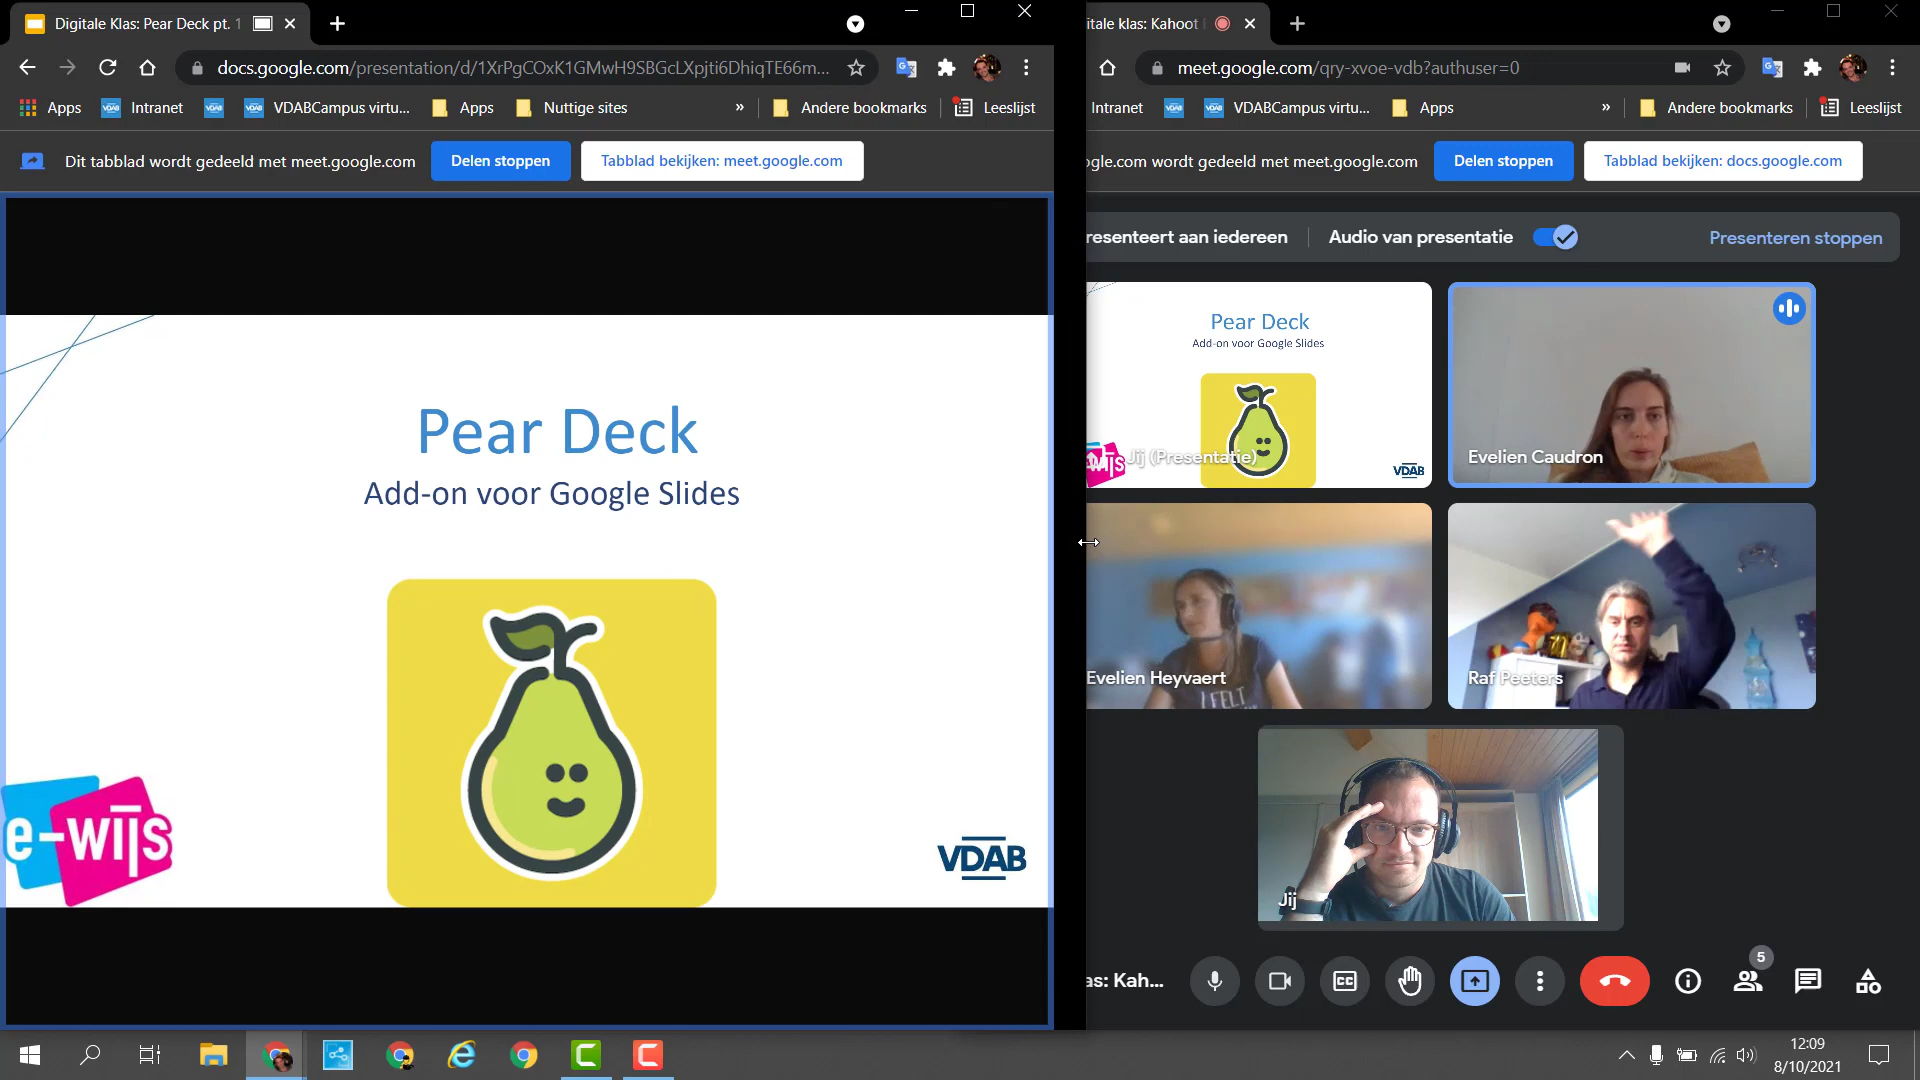 Digitale Klas: Pear Deck pt. 1
docs.google.com/presentation/d/1XrPgCOxK1GMwH9SBGcLXpjti6DhiqTE66m...
Apps
Intranet
VDABCampus virtu...
Apps
Nuttige sites
»
Andere bookmarks
Leeslijst
Dit tabblad wordt gedeeld met meet.google.com
Delen stoppen
Tabblad bekijken: meet.google.com
Pear Deck
Add-on voor Google Slides
e-wijs
VDAB
itale klas: Kahoot
meet.google.com/qry-xvoe-vdb?authuser=0
Intranet
VDABCampus virtu...
Apps
»
Andere bookmarks
Leeslijst
ogle.com wordt gedeeld met meet.google.com
Delen stoppen
Tabblad bekijken: docs.google.com
resenteert aan iedereen
Audio van presentatie
Presenteren stoppen
Pear Deck
Add-on voor Google Slides
wijs
Jij (Presentatie)
VDAB
Evelien Caudron
Evelien Heyvaert
I FELT
Raf Peeters
Jij
as: Kah...
5
12:09
8/10/2021